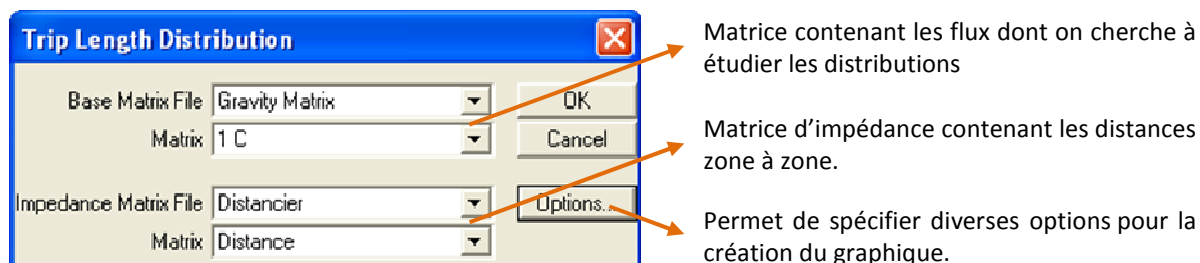 Trip Length Distribution
Base Matrix File Gravity Matrix OK
Matrix 1 C Cancel
Impedance Matrix File Distancier Options...
Matrix Distance
Matrice contenant les flux dont on cherche à
étudier les distributions
Matrice d'impédance contenant les distances
zone à zone.
Permet de spécifier diverses options pour la
création du graphique.